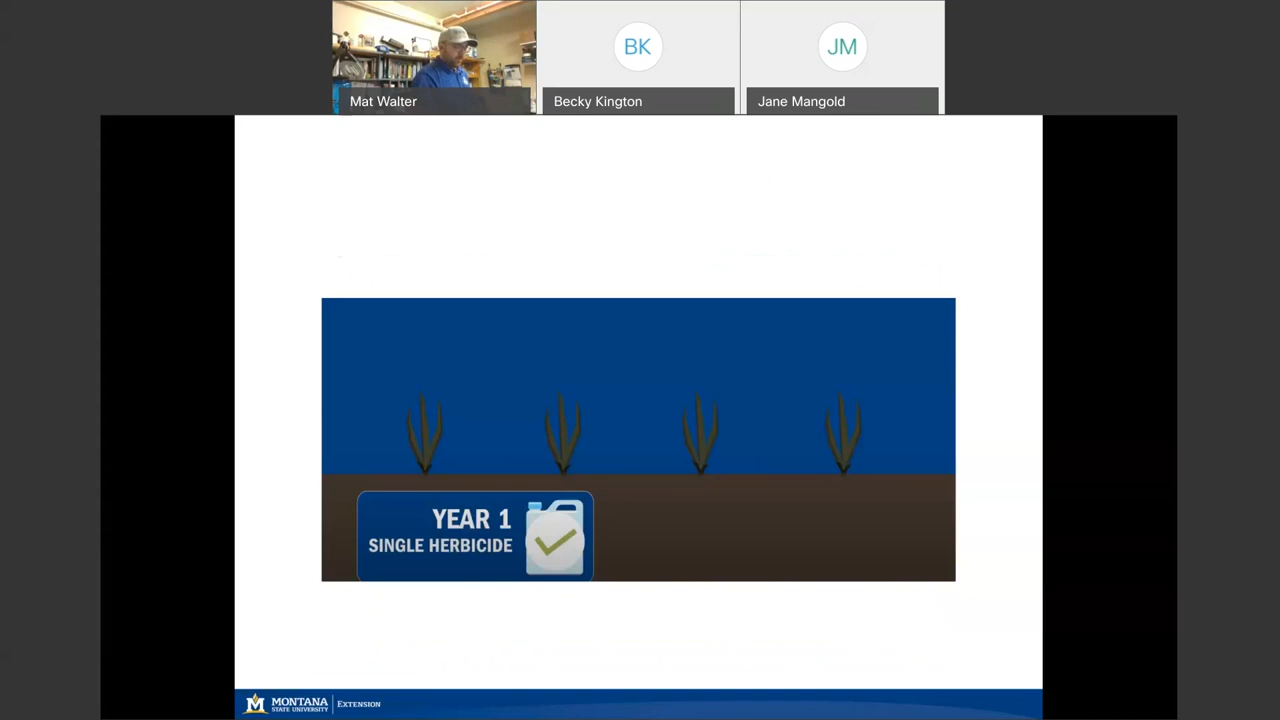 BK
JM
Mat Walter
Becky Kington
Jane Mangold
YEAR 1
SINGLE HERBICIDE
M MONTANA STATE UNIVERSITY EXTENSION